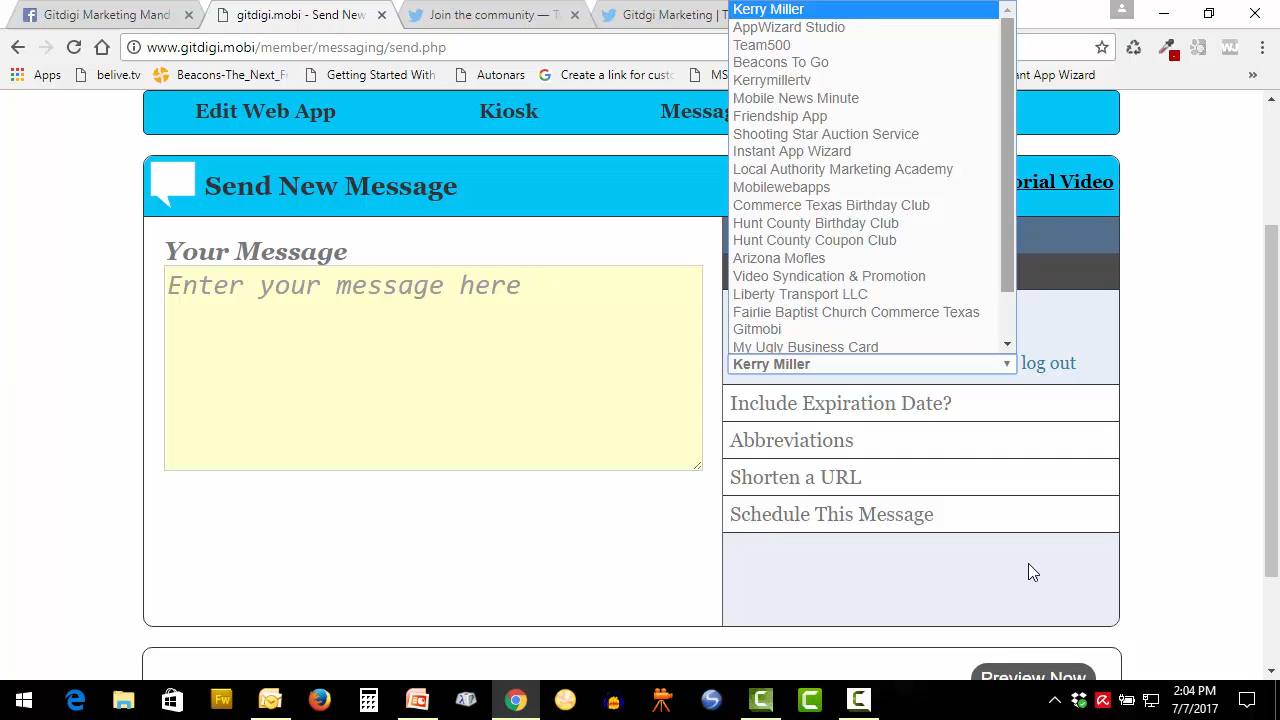 Gitdigi Marketing Mand
gitdigi.mobi - Send New
Join the community — T
Gitdigi Marketing | T
www.gitdigi.mobi/member/messaging/send.php
Apps
belive.tv
Beacons-The_Next_F
Getting Started With
Autonars
Create a link for custo
MS
ant App Wizard
»
Edit Web App
Kiosk
Messa
Send New Message
orial Video
Your Message
Enter your message here
Kerry Miller
AppWizard Studio
Team500
Beacons To Go
Kerrymillertv
Mobile News Minute
Friendship App
Shooting Star Auction Service
Instant App Wizard
Local Authority Marketing Academy
Mobilewebapps
Commerce Texas Birthday Club
Hunt County Birthday Club
Hunt County Coupon Club
Arizona Mofles
Video Syndication & Promotion
Liberty Transport LLC
Fairlie Baptist Church Commerce Texas
Gitmobi
My Ugly Business Card
Kerry Miller
log out
Include Expiration Date?
Abbreviations
Shorten a URL
Schedule This Message
Preview Now
2:04 PM
7/7/2017